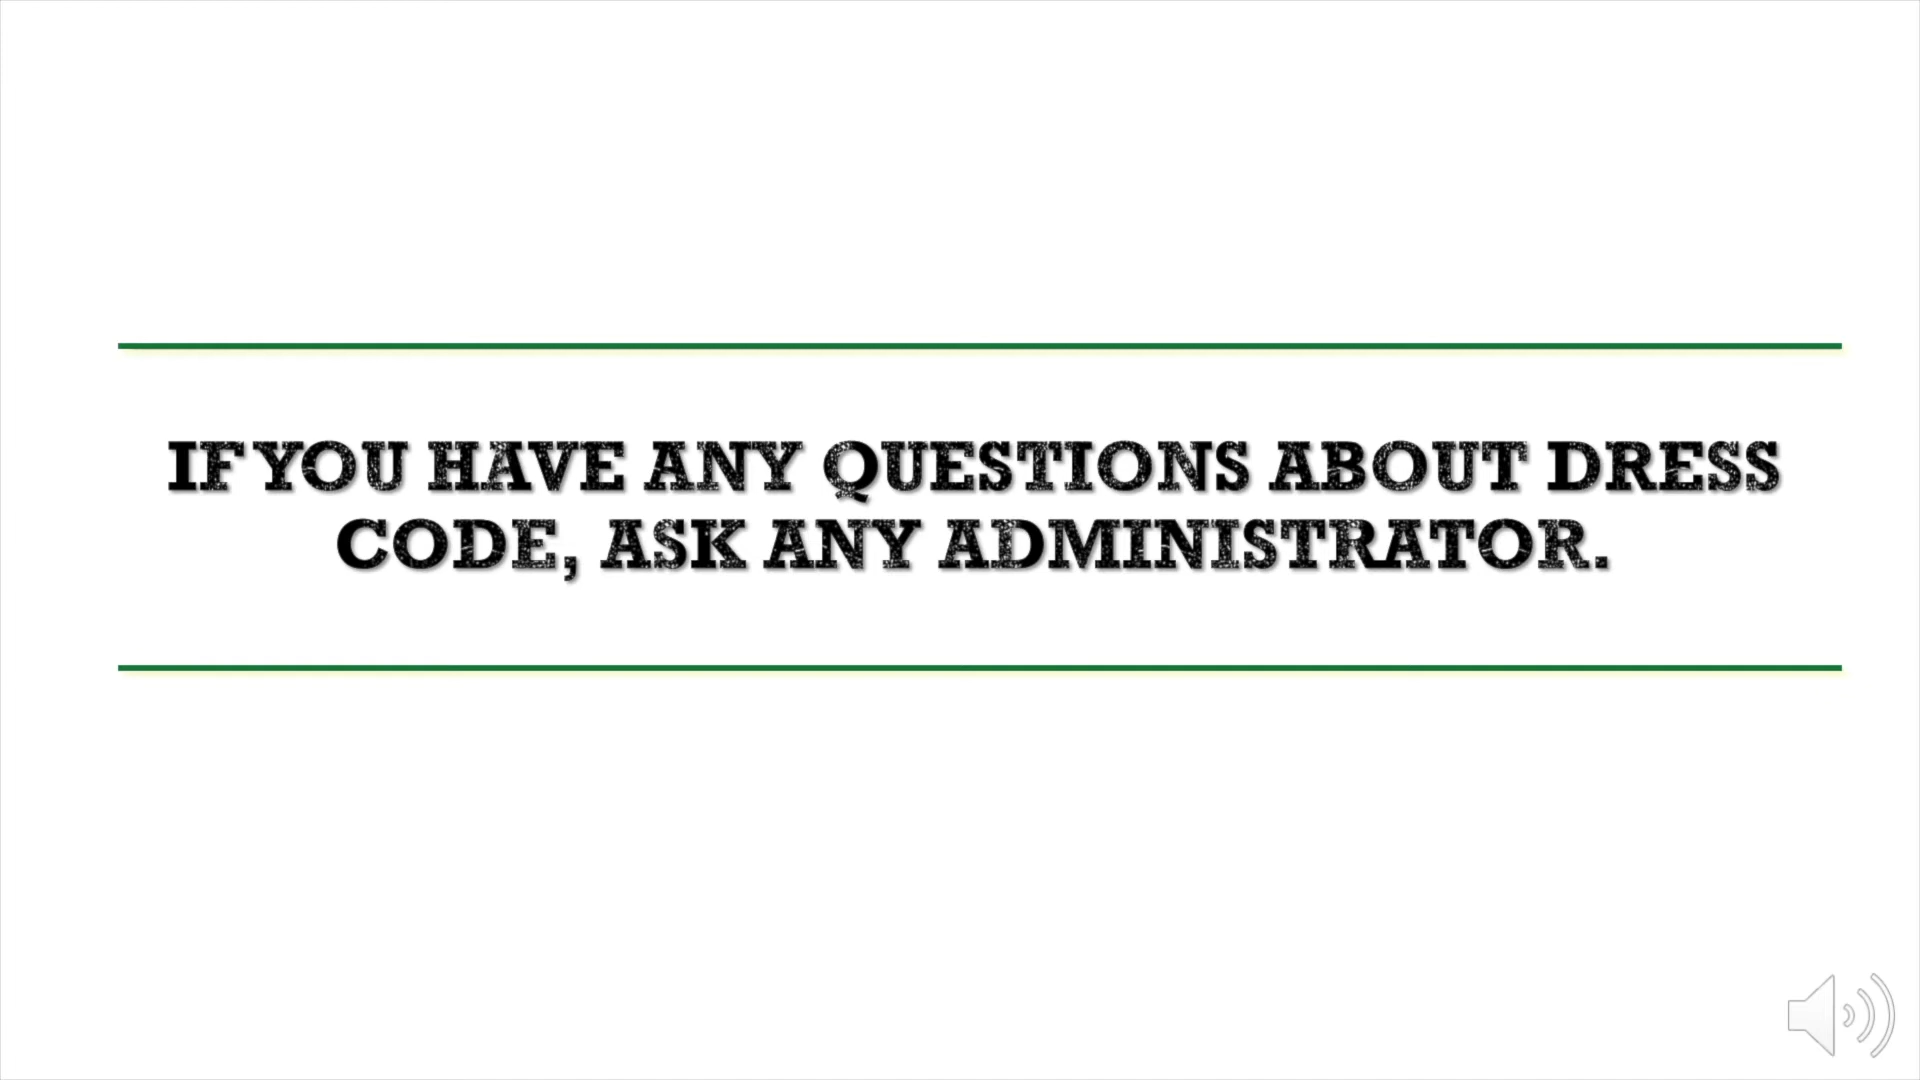 IF YOU HAVE ANY QUESTIONS ABOUT DRESS
CODE, ASK ANY ADMINISTRATOR.